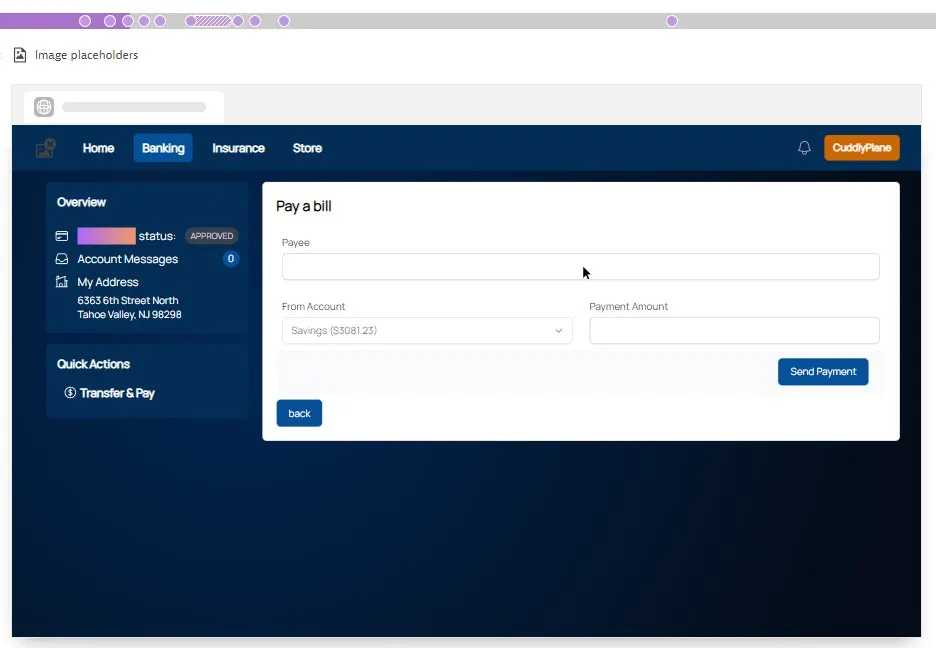 Image placeholders
Home Banking Insurance Store CuddlyPlane
Overview
status: APPROVED
Account Messages 0
My Address
6363 6th Street North
Tahoe Valley, NJ 98298
Quick Actions
Transfer & Pay
Pay a bill
Payee
From Account Payment Amount
Savings ($3081.23)
Send Payment
back